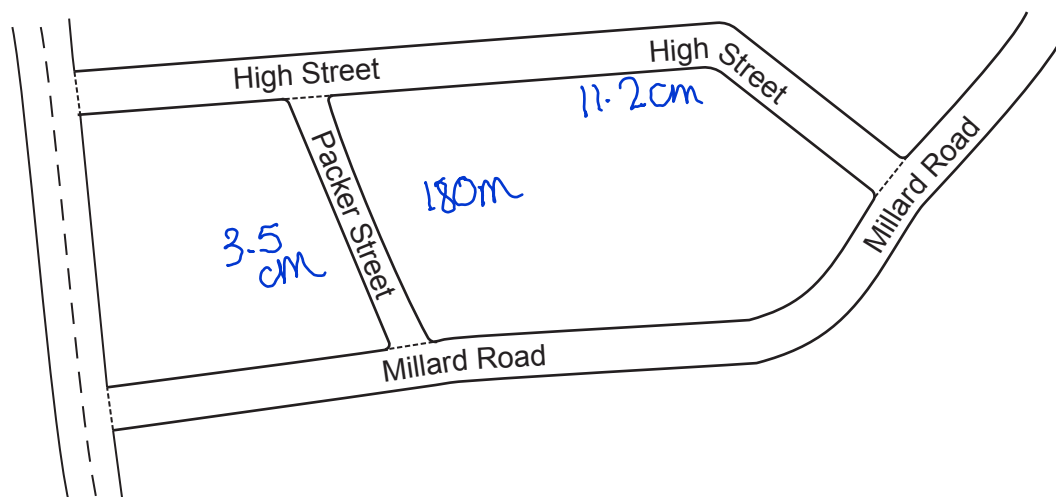 High Street
High Street
11.2cm
Packer Street
180m
3.5
cm
Millard Road
Millard Road